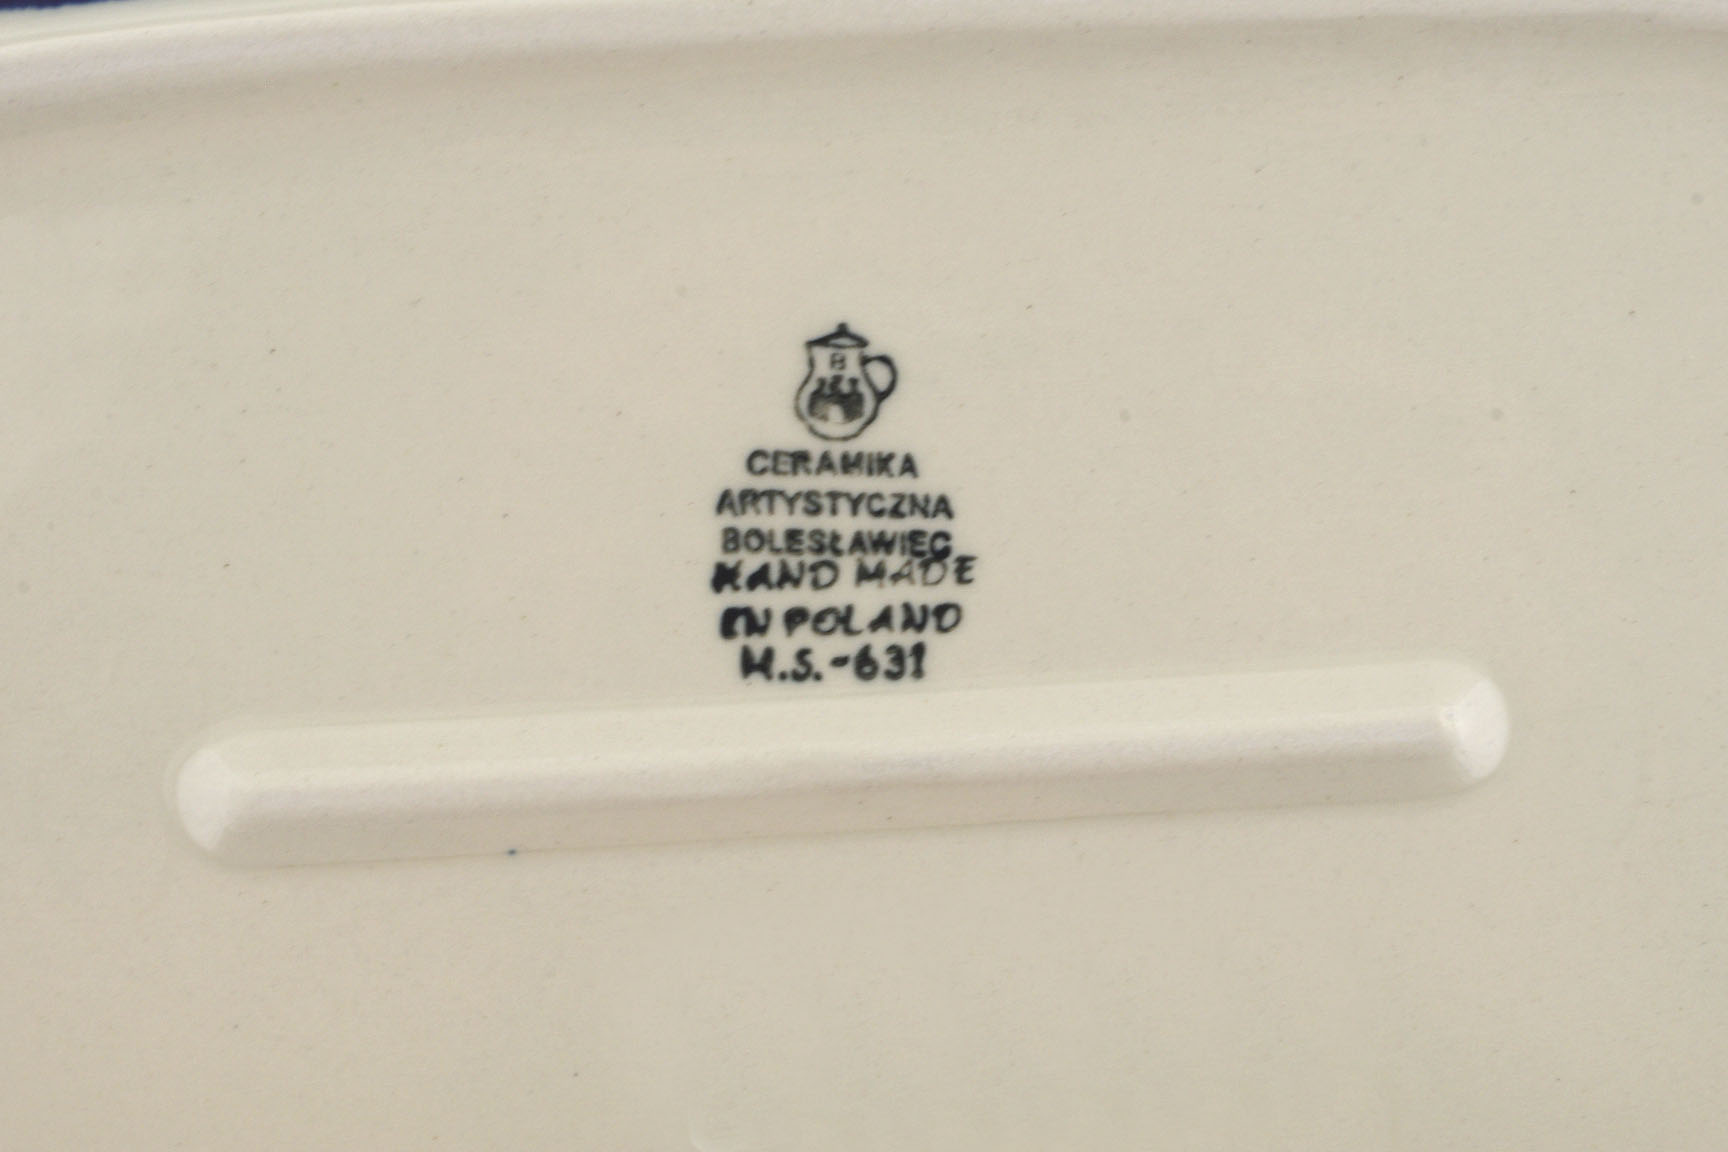 B
CERAMIKA
ARTYSTYCZNA
BOLESŁAWIEC
HAND MADE
IN POLAND
H.S.-631